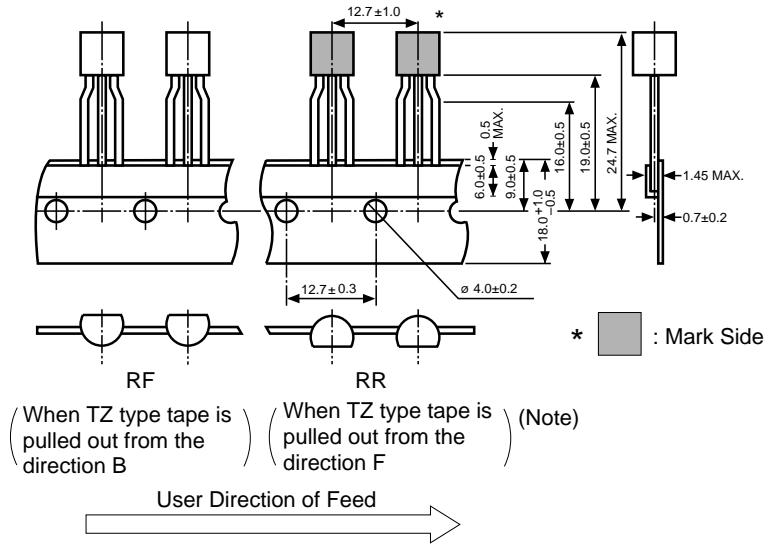 12.7±1.0
*
0.5
MAX.
6.0±0.5
9.0±0.5
18.0 +1.0 -0.5
16.0±0.5
19.0±0.5
24.7 MAX.
1.45 MAX.
0.7±0.2
12.7±0.3
ø 4.0±0.2
* : Mark Side
RF
RR
(When TZ type tape is
pulled out from the
direction B)
(When TZ type tape is
pulled out from the
direction F)
(Note)
User Direction of Feed